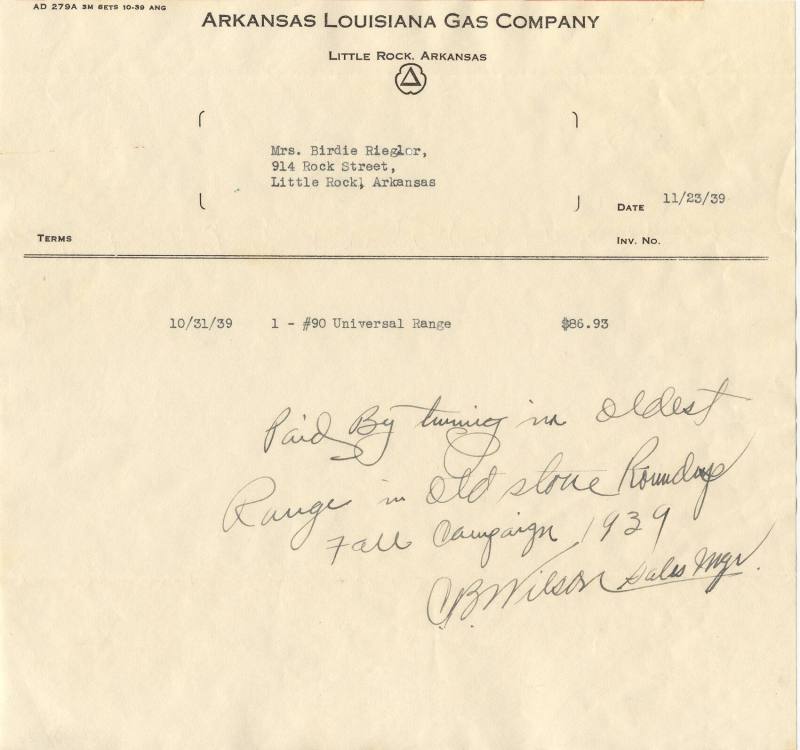 AD 279A 3M SETS 10-39 ANG
ARKANSAS LOUISIANA GAS COMPANY
LITTLE ROCK, ARKANSAS
Mrs. Birdie Rieglor,
914 Rock Street,
Little Rock, Arkansas
DATE 11/23/39
TERMS
INV. NO.
10/31/39 1 - #90 Universal Range $86.93
Paid By turning in oldest
Range in Old stove Roundup
Fall Campaign 1939
C.B. Wilson Sales Mgr.